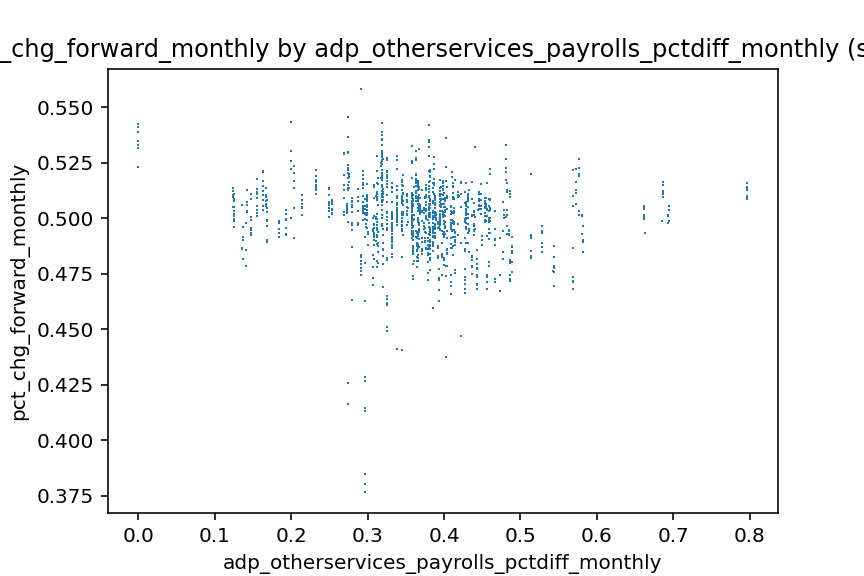 _chg_forward_monthly by adp_otherservices_payrolls_pctdiff_monthly (s
0.550
0.525
0.500
0.475
0.450
0.425
0.400
0.375
pct_chg_forward_monthly
0.0 0.1 0.2 0.3 0.4 0.5 0.6 0.7 0.8
adp_otherservices_payrolls_pctdiff_monthly